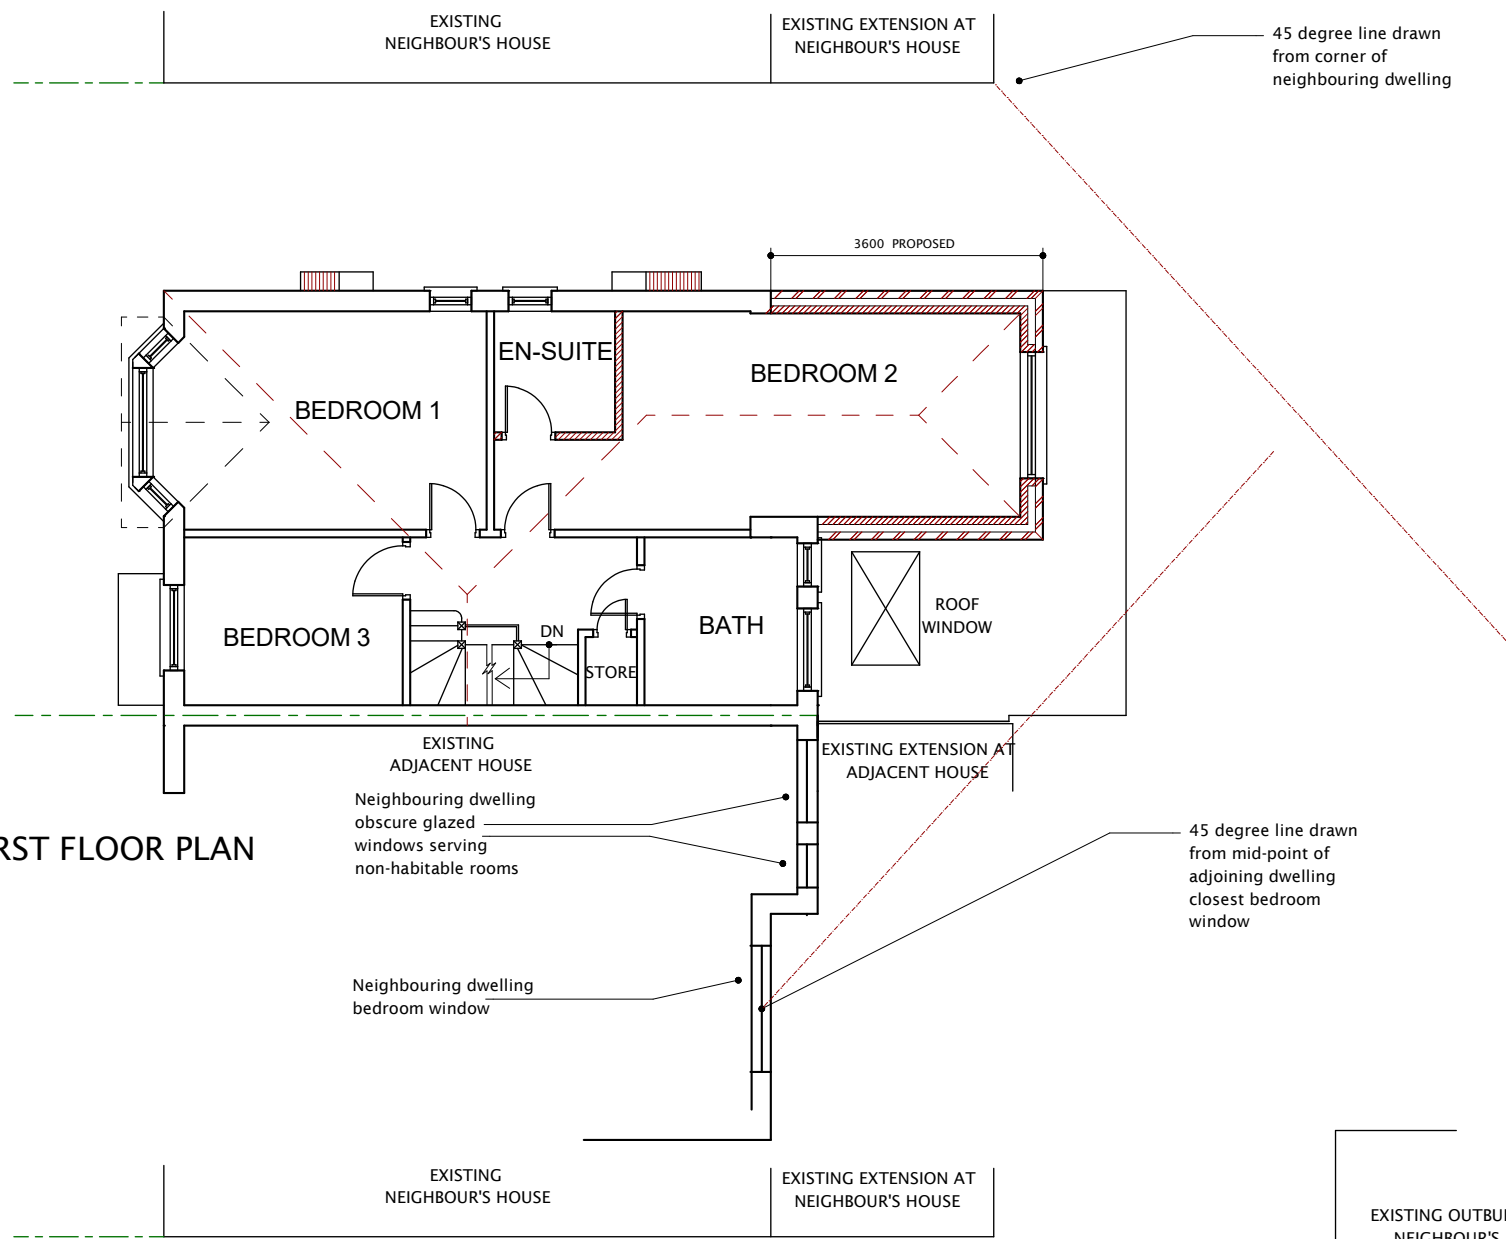 EXISTING
NEIGHBOUR'S HOUSE
EXISTING EXTENSION AT
NEIGHBOUR'S HOUSE
45 degree line drawn
from corner of
neighbouring dwelling
3600 PROPOSED
EN-SUITE
BEDROOM 2
BEDROOM 1
ROOF
WINDOW
BEDROOM 3
DN
BATH
STORE
EXISTING
ADJACENT HOUSE
EXISTING EXTENSION AT
ADJACENT HOUSE
Neighbouring dwelling
obscure glazed
windows serving
non-habitable rooms
RST FLOOR PLAN
45 degree line drawn
from mid-point of
adjoining dwelling
closest bedroom
window
Neighbouring dwelling
bedroom window
EXISTING
NEIGHBOUR'S HOUSE
EXISTING EXTENSION AT
NEIGHBOUR'S HOUSE
EXISTING OUTBU
NEIGHBOUR'S